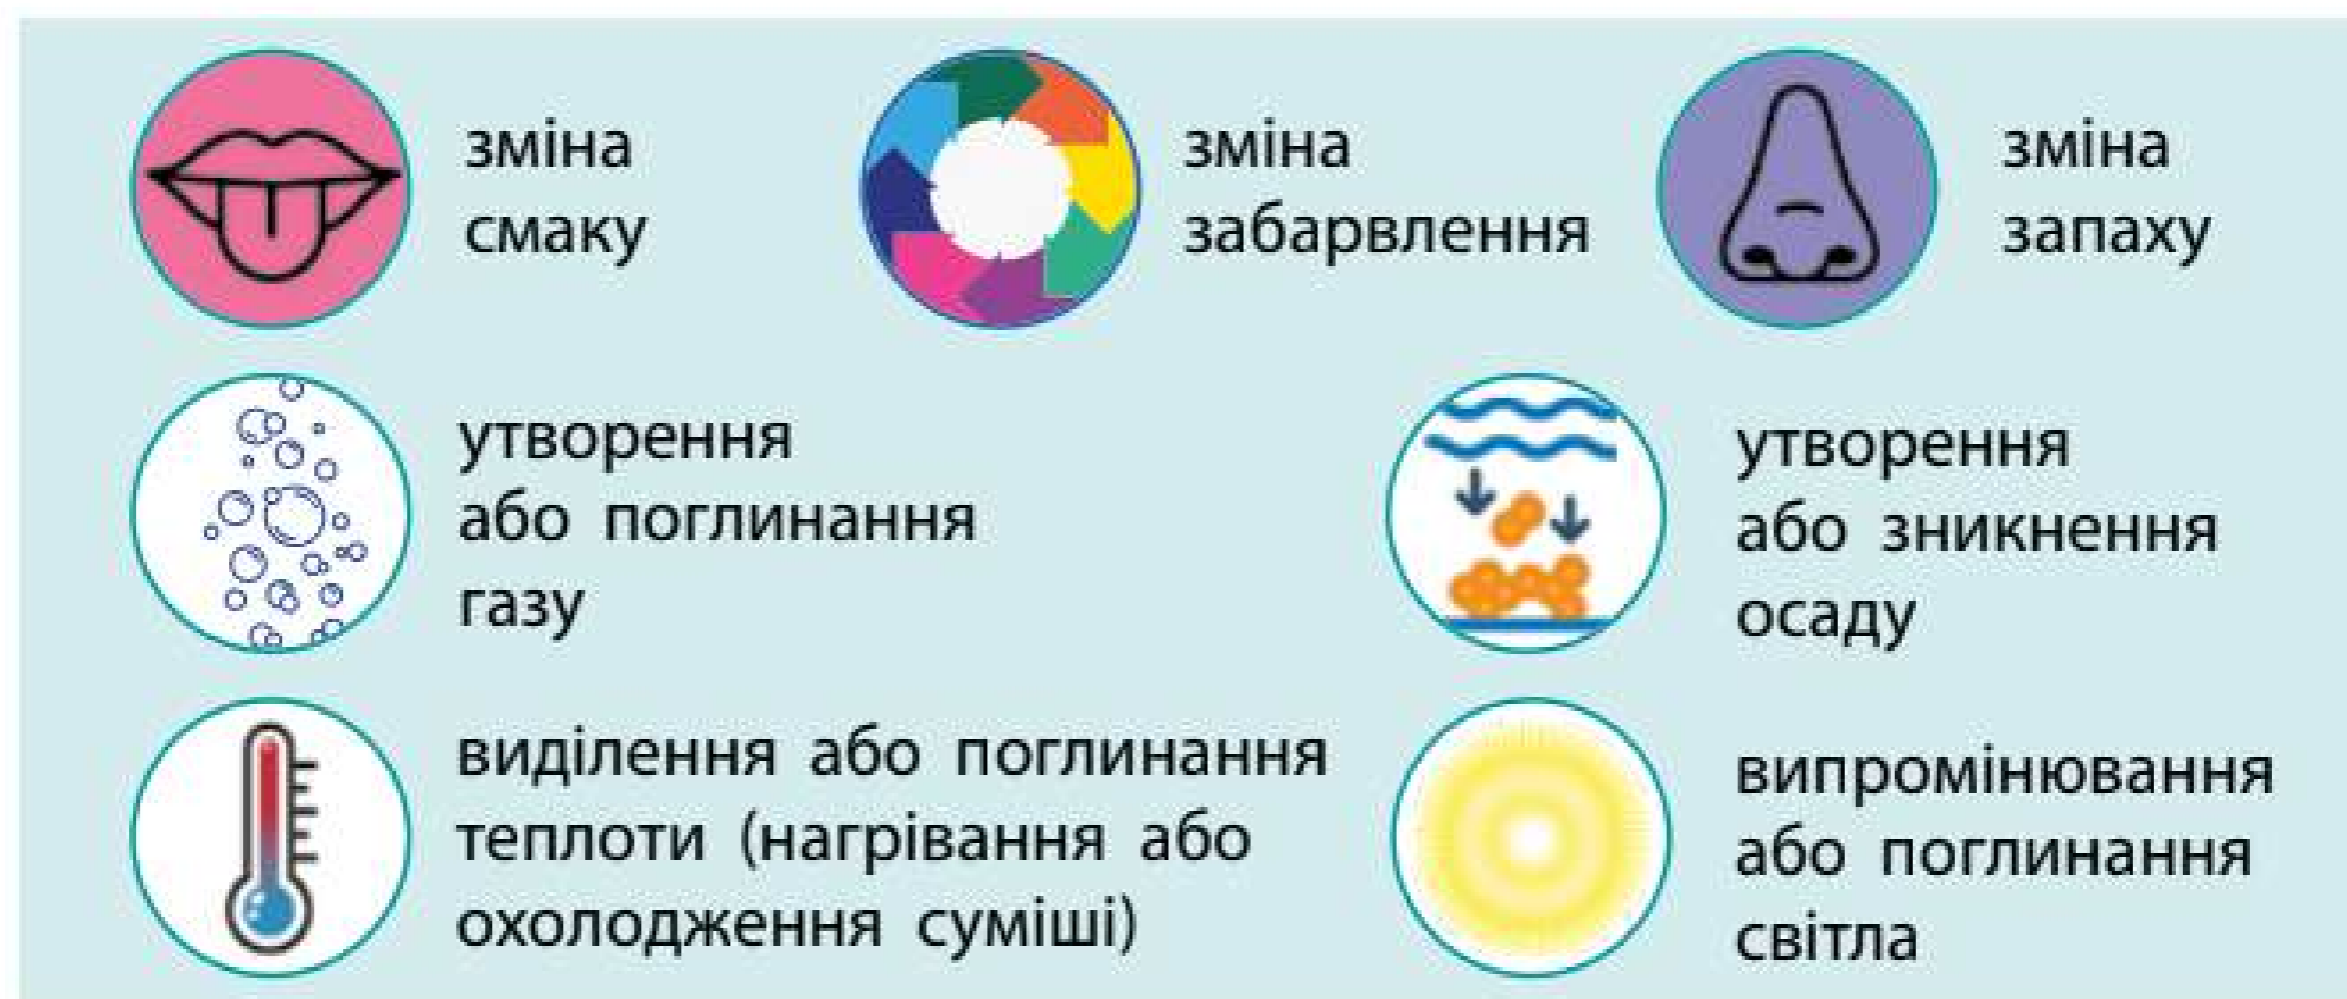 зміна
смаку
зміна
забарвлення
зміна
запаху
утворення
або поглинання
газу
утворення
або зникнення
осаду
виділення або поглинання
теплоти (нагрівання або
охолодження суміші)
випромінювання
або поглинання
світла